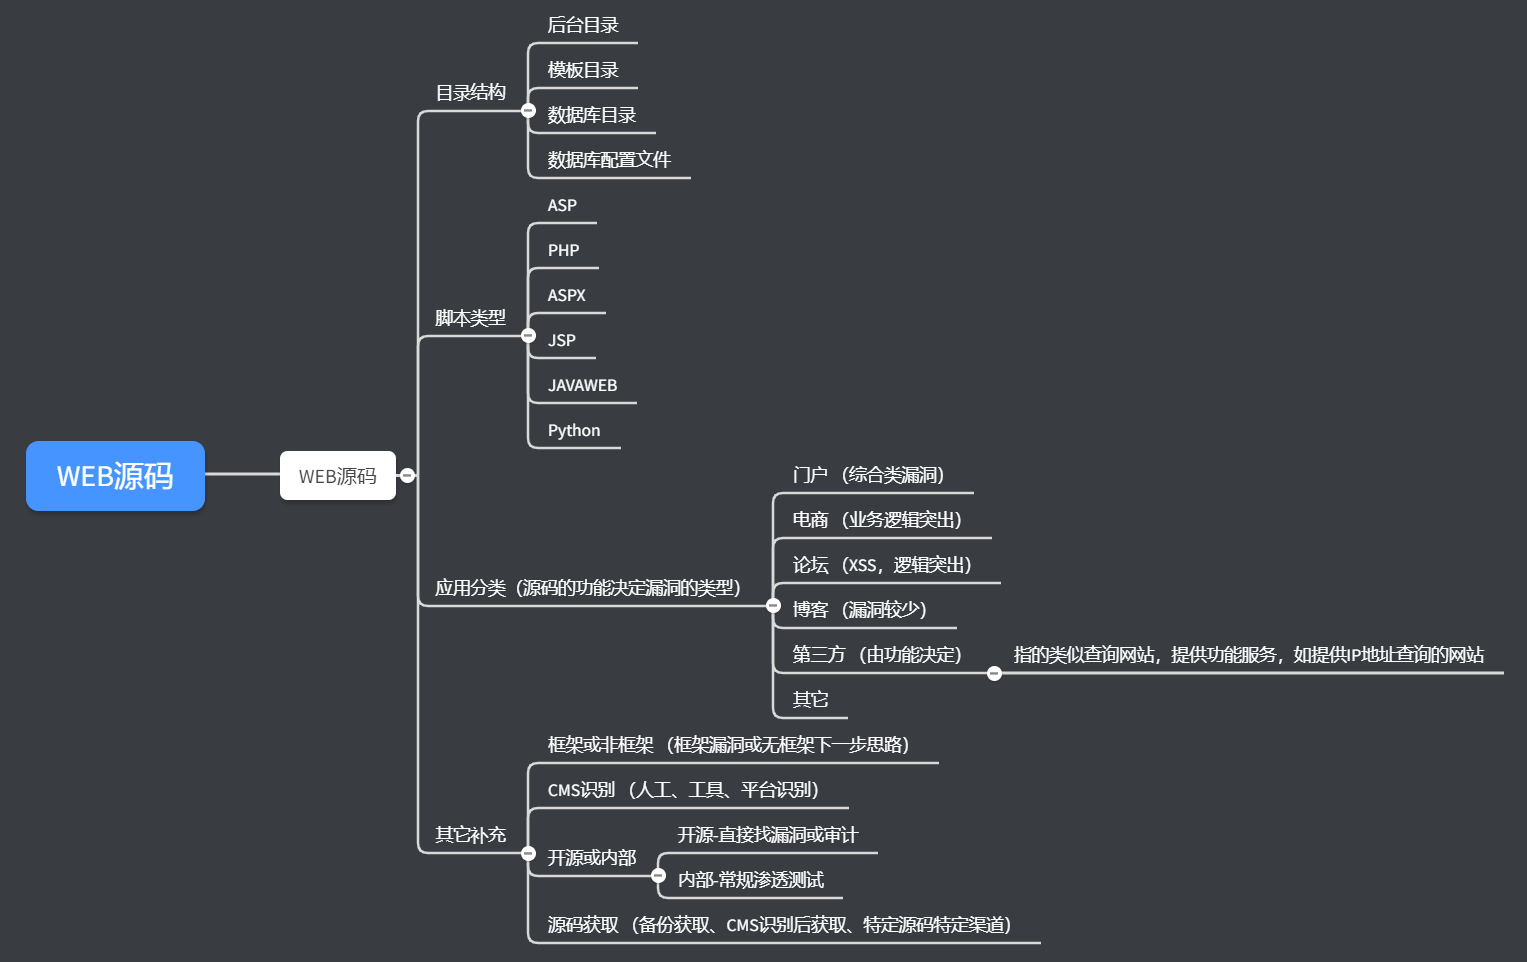 WEB源码
WEB源码
目录结构
后台目录
模板目录
数据库目录
数据库配置文件
脚本类型
ASP
PHP
ASPX
JSP
JAVAWEB
Python
应用分类（源码的功能决定漏洞的类型）
门户 （综合类漏洞）
电商 （业务逻辑突出）
论坛 （XSS，逻辑突出）
博客 （漏洞较少）
第三方 （由功能决定）
指的类似查询网站，提供功能服务，如提供IP地址查询的网站
其它
其它补充
框架或非框架 （框架漏洞或无框架下一步思路）
CMS识别 （人工、工具、平台识别）
开源或内部
开源-直接找漏洞或审计
内部-常规渗透测试
源码获取 （备份获取、CMS识别后获取、特定源码特定渠道）